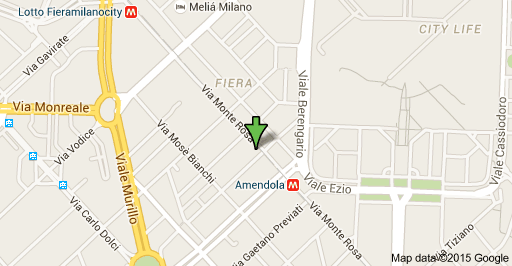 Lotto Fieramilanocity
M
Meliá Milano
CITY LIFE
Via Gavirate
FIERA
Via Monreale
Via Monte Rosa
Viale Berengario
Viale Cassiodoro
Via Vodice
Via Mosè Bianchi
Viale Murillo
Amendola
M
Viale Ezio
Via Carlo Dolci
Via Gaetano Previati
Via Monte Rosa
Via Tiziano
Map data ©2015 Google